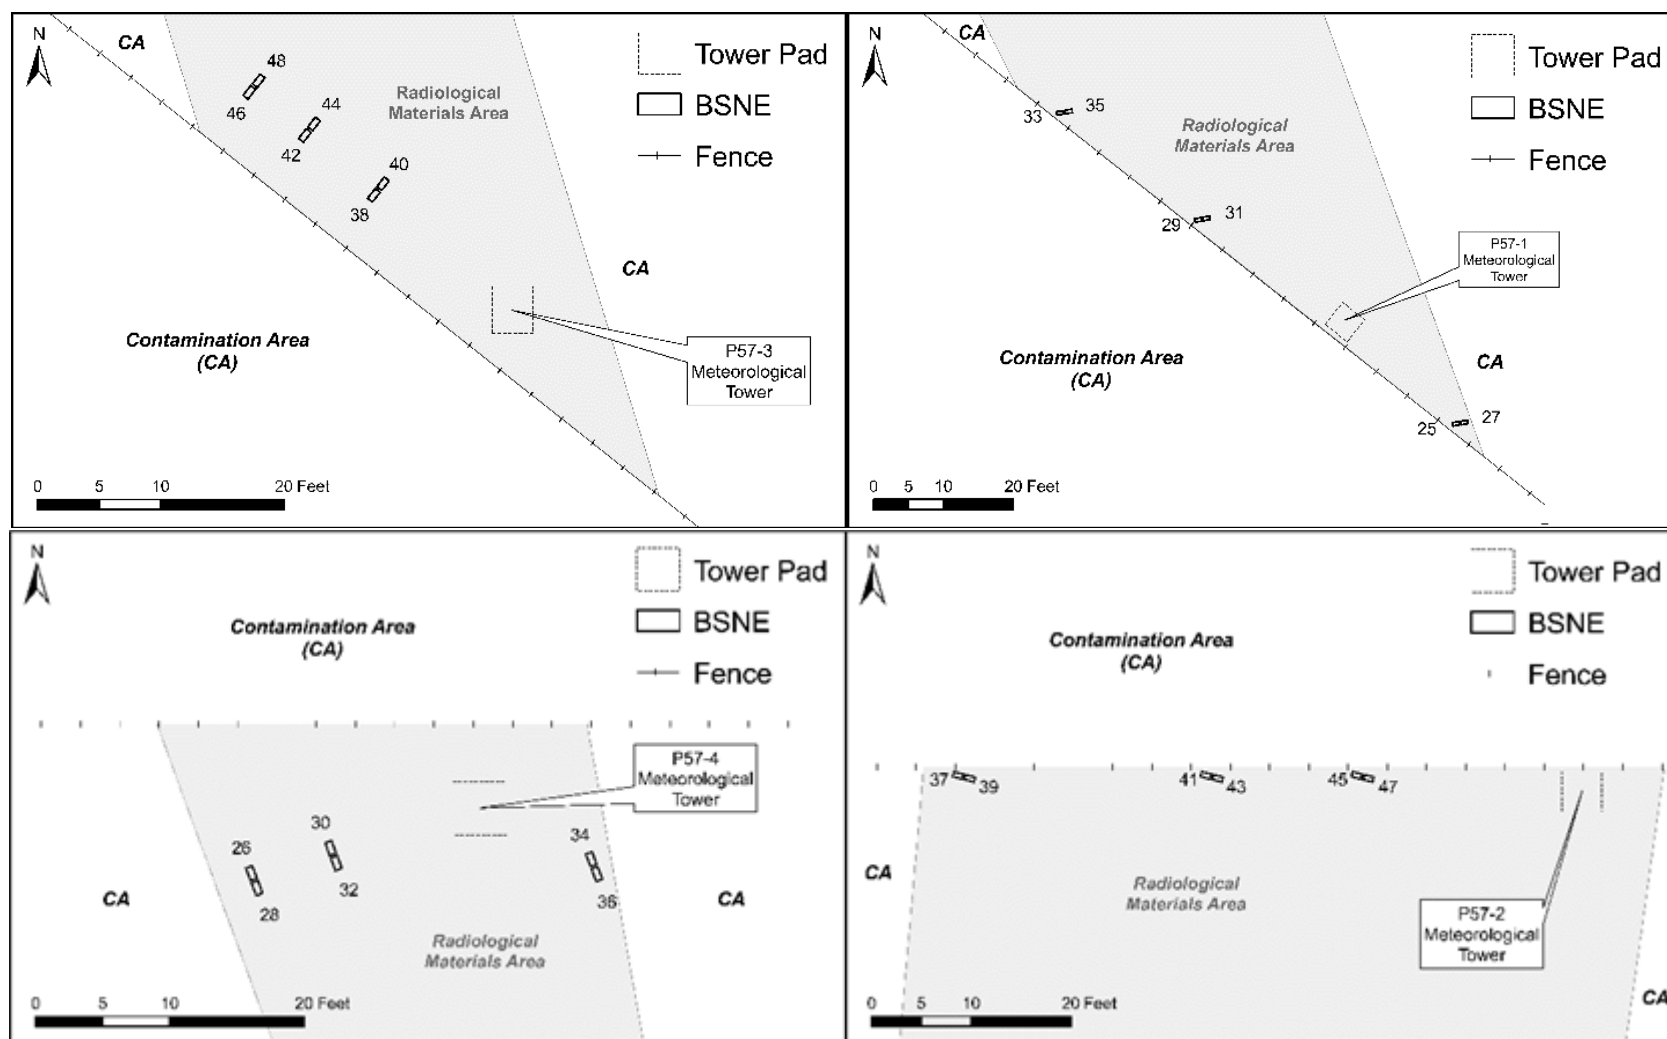 N
CA
48
46
44
42
40
38
Radiological
Materials Area
Tower Pad
BSNE
Fence
CA
Contamination Area
(CA)
P57-3
Meteorological
Tower
0 5 10 20 Feet
N
CA
35
33
31
29
27
25
Radiological
Materials Area
Tower Pad
BSNE
Fence
P57-1
Meteorological
Tower
Contamination Area
(CA)
CA
0 5 10 20 Feet
N
Contamination Area
(CA)
Tower Pad
BSNE
Fence
P57-4
Meteorological
Tower
26
28
30
32
34
36
CA
CA
Radiological
Materials Area
0 5 10 20 Feet
N
Contamination Area
(CA)
Tower Pad
BSNE
Fence
37
39
41
43
45
47
CA
Radiological
Materials Area
P57-2
Meteorological
Tower
CA
0 5 10 20 Feet